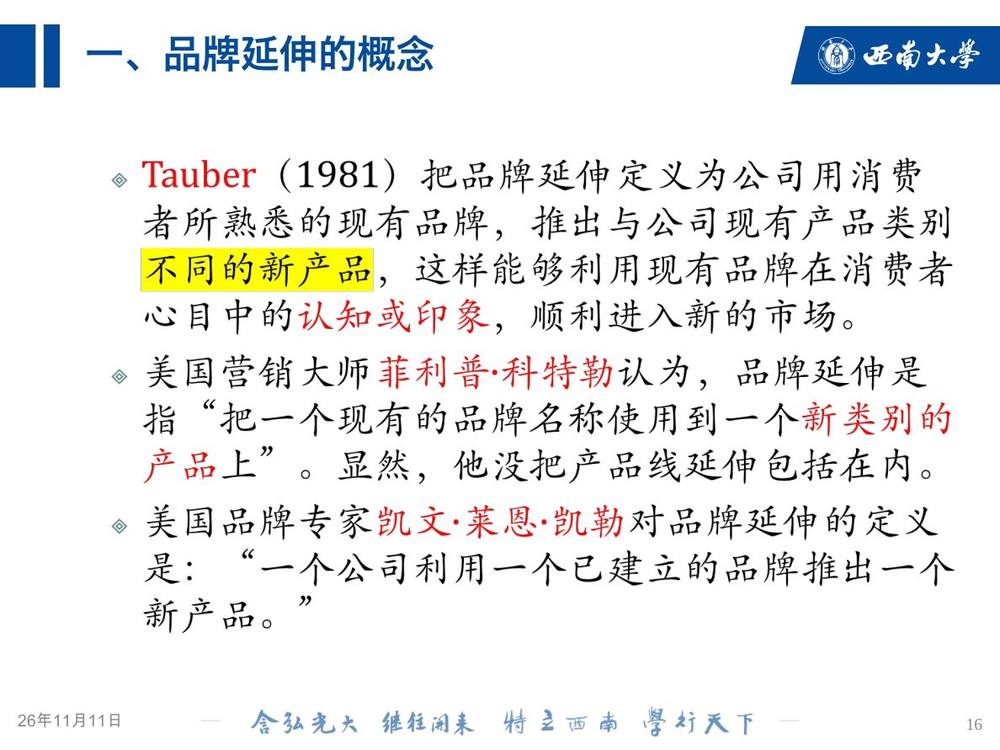 一、品牌延伸的概念
西南大学
Tauber（1981）把品牌延伸定义为公司用消费
者所熟悉的现有品牌，推出与公司现有产品类别
不同的新产品，这样能够利用现有品牌在消费者
心目中的认知或印象，顺利进入新的市场。
美国营销大师菲利普·科特勒认为，品牌延伸是
指“把一个现有的品牌名称使用到一个新类别的
产品上”。显然，他没把产品线延伸包括在内。
美国品牌专家凯文·莱恩·凯勒对品牌延伸的定义
是：“一个公司利用一个已建立的品牌推出一个
新产品。”
26年11月11日
含弘光大 继往开来 特立西南 学行天下
16